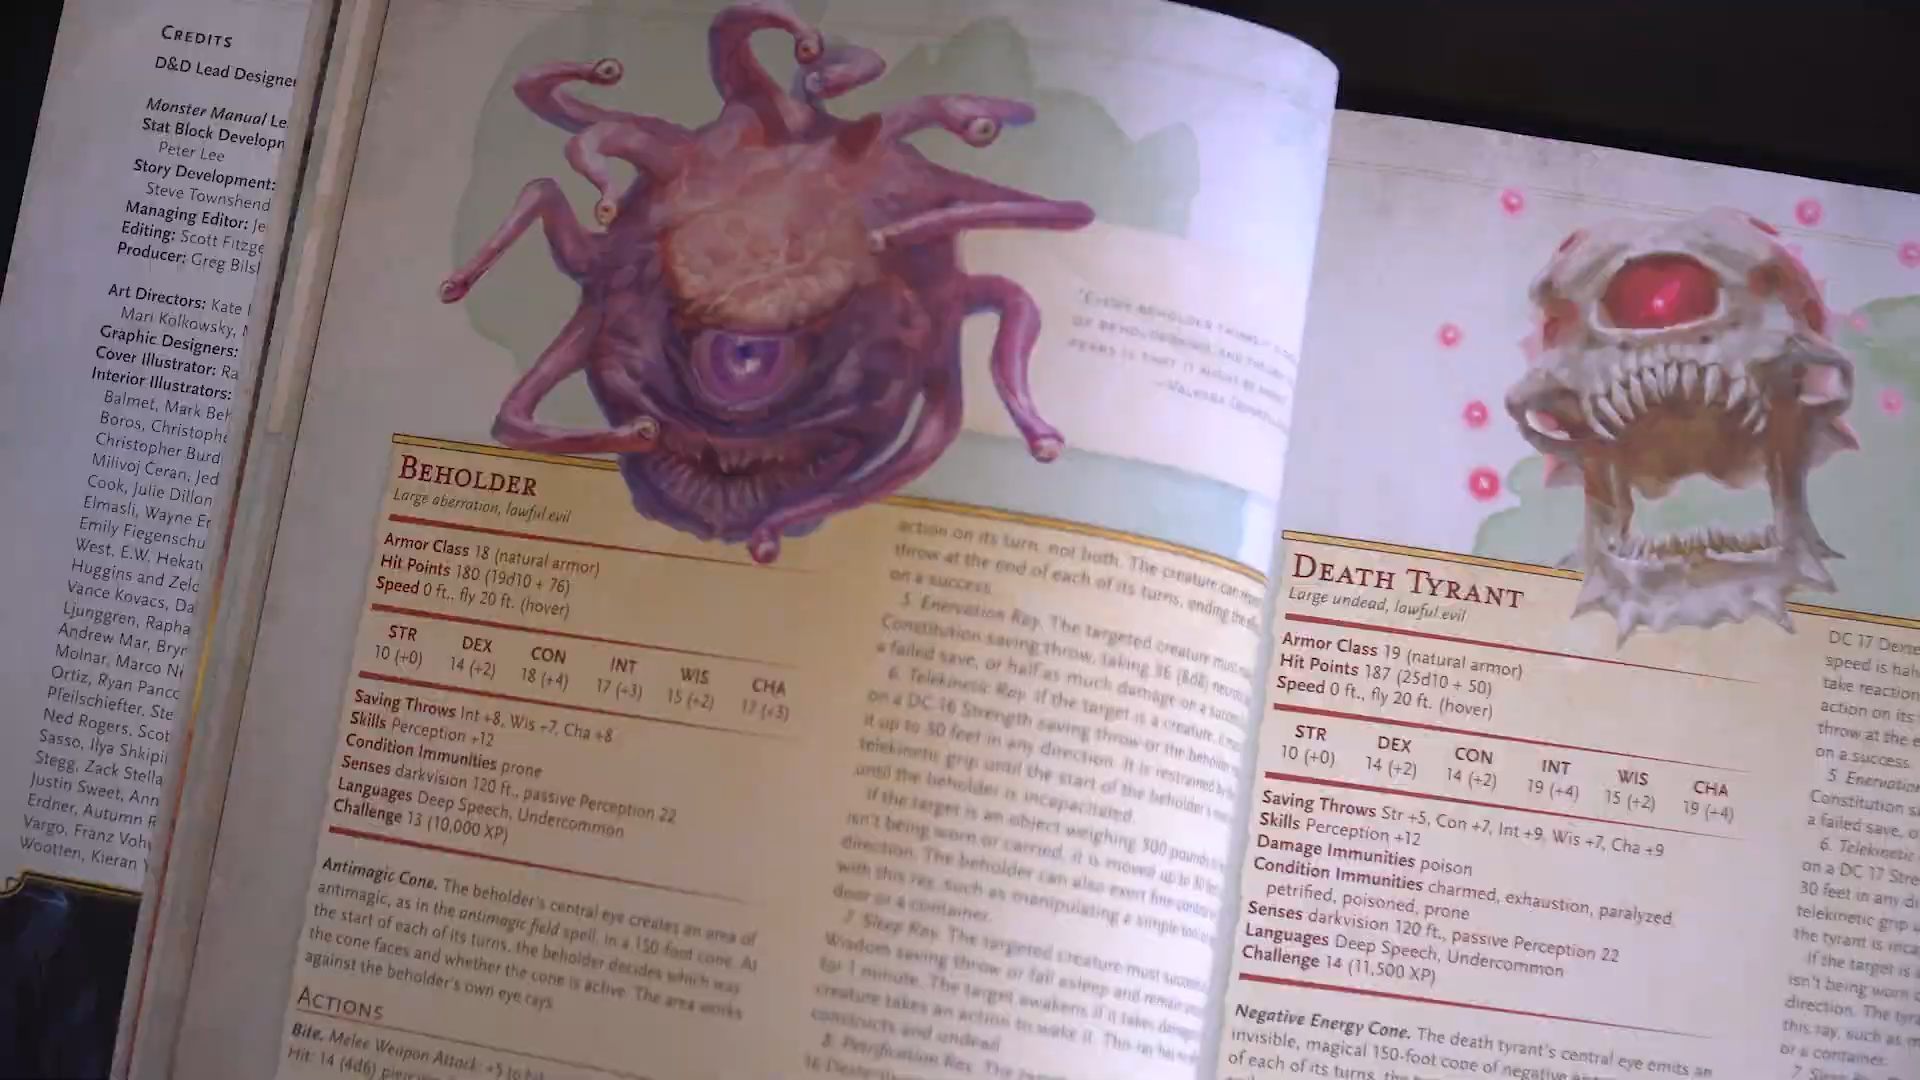 CREDITS
D&D Lead Designer
Monster Manual Le
Stat Block Developm
Peter Lee
Story Development:
Steve Townshend
Managing Editor: Je
Editing: Scott Fitzge
Producer: Greg Bilsl
Art Directors: Kate
Mari Kolkowsky,
Graphic Designers:
Cover Illustrator: Ra
Interior Illustrators:
Balmet, Mark Beh
Boros, Christophe
Christopher Burd
Milivoj Ceran, Jed
Cook, Julie Dillon
Elmasli, Wayne En
Emily Fiegenschu
West, E.W. Hekat
Huggins and Zeld
Vance Kovacs, Da
Ljunggren, Rapha
Andrew Mar, Bryn
Molnar, Marco N
Ortiz, Ryan Panco
Pfeilschiefter, Ste
Ned Rogers, Scot
Sasso, Ilya Shkipi
Stegg, Zack Stella
Justin Sweet, Ann
Erdner, Autumn R
Vargo, Franz Voh
Wootten, Kieran Y
BEHOLDER
Large aberration, lawful evil
Armor Class 18 (natural armor)
Hit Points 180 (19d10 + 76)
Speed 0 ft., fly 20 ft. (hover)
STR DEX CON INT WIS CHA
10 (+0) 14 (+2) 18 (+4) 17 (+3) 15 (+2) 17 (+3)
Saving Throws Int +8, Wis +7, Cha +8
Skills Perception +12
Condition Immunities prone
Senses darkvision 120 ft., passive Perception 22
Languages Deep Speech, Undercommon
Challenge 13 (10,000 XP)
Antimagic Cone. The beholder's central eye creates an area of
antimagic, as in the antimagic field spell, in a 150 foot cone. At
the start of each of its turns, the beholder decides which way
the cone faces and whether the cone is active. The area works
against the beholder's own eye rays.
ACTIONS
Bite. Melee Weapon Attack: +5 to hit
Hit: 14 (4d6)
action on its turn, not both. The creature can
throw at the end of each of its turns, ending the
on a success.
5. Enervation Ray. The targeted creature must
Constitution saving throw, taking 36 (8d8)
a failed save, or half as much damage on a
6. Telekinetic Ray. If the target is a creature,
on a DC 16 Strength saving throw or the beholder
it up to 30 feet in any direction. It is restrained by
telekinetic grip until the start of the beholder's
until the beholder is incapacitated.
If the target is an object weighing 300 pounds
isn't being worn or carried, it is moved up to 30
direction. The beholder can also exert fine control
with this ray, such as manipulating a simple
door or a container.
7. Sleep Ray. The targeted creature must
Wisdom saving throw or fall asleep and remain
for 1 minute. The target awakens if it takes
creature takes an action to wake it. This ray has
constructs and undead.
8. Petrification Ray. The
DEATH TYRANT
Large undead, lawful evil
Armor Class 19 (natural armor)
Hit Points 187 (25d10 + 50)
Speed 0 ft., fly 20 ft. (hover)
STR DEX CON INT WIS CHA
10 (+0) 14 (+2) 14 (+2) 19 (+4) 15 (+2) 19 (+4)
Saving Throws Str +5, Con +7, Int +9, Wis +7, Cha +9
Skills Perception +12
Damage Immunities poison
Condition Immunities charmed, exhaustion, paralyzed,
petrified, poisoned, prone
Senses darkvision 120 ft., passive Perception 22
Languages Deep Speech, Undercommon
Challenge 14 (11,500 XP)
Negative Energy Cone. The death tyrant's central eye emits an
invisible, magical 150-foot cone of negative
of each of its turns, the
DC 17 Dexte
speed is halv
take reaction
action on its
throw at the e
on a success.
5. Enervation
Constitution s
a failed save, o
6. Telekinetic
on a DC 17 Stre
30 feet in any di
telekinetic grip u
the tyrant is inca
If the target is
isn't being worn
direction. The tyra
this ray, such as m
or a container.
7. Sleep